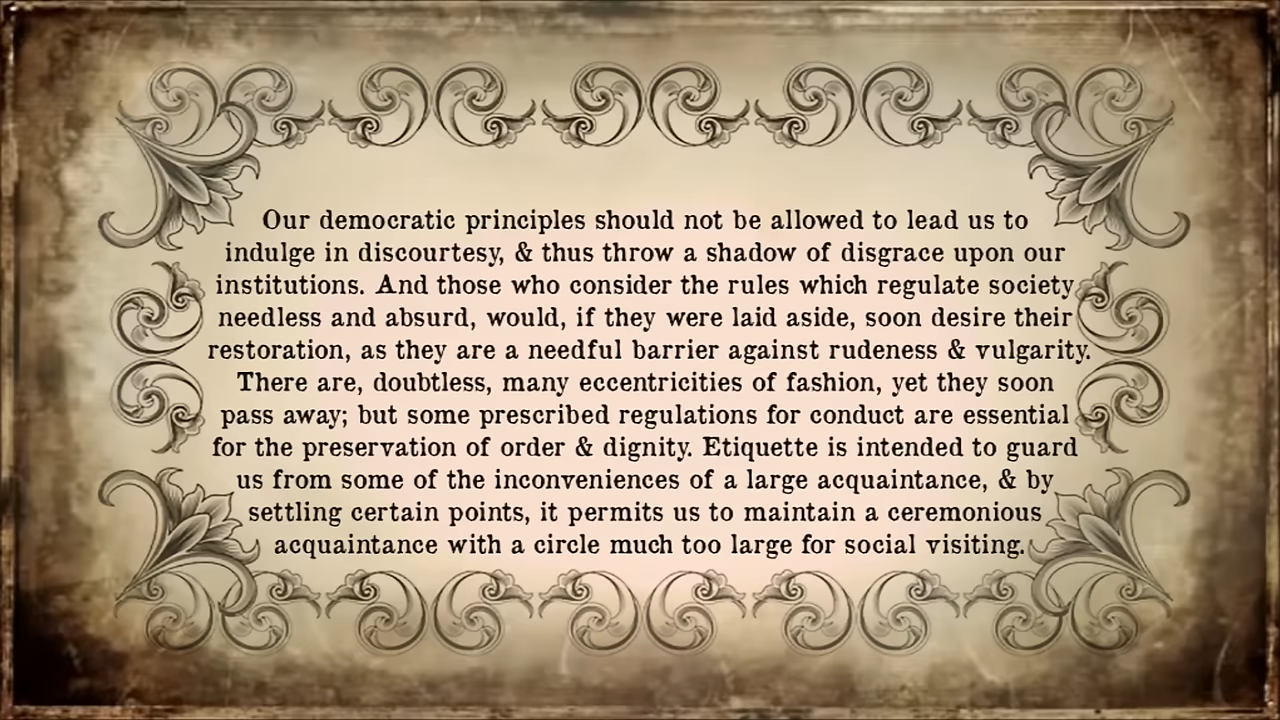 Our democratic principles should not be allowed to lead us to
indulge in discourtesy, & thus throw a shadow of disgrace upon our
institutions. And those who consider the rules which regulate society
needless and absurd, would, if they were laid aside, soon desire their
restoration, as they are a needful barrier against rudeness & vulgarity.
There are, doubtless, many eccentricities of fashion, yet they soon
pass away; but some prescribed regulations for conduct are essential
for the preservation of order & dignity. Etiquette is intended to guard
us from some of the inconveniences of a large acquaintance, & by
settling certain points, it permits us to maintain a ceremonious
acquaintance with a circle much too large for social visiting.